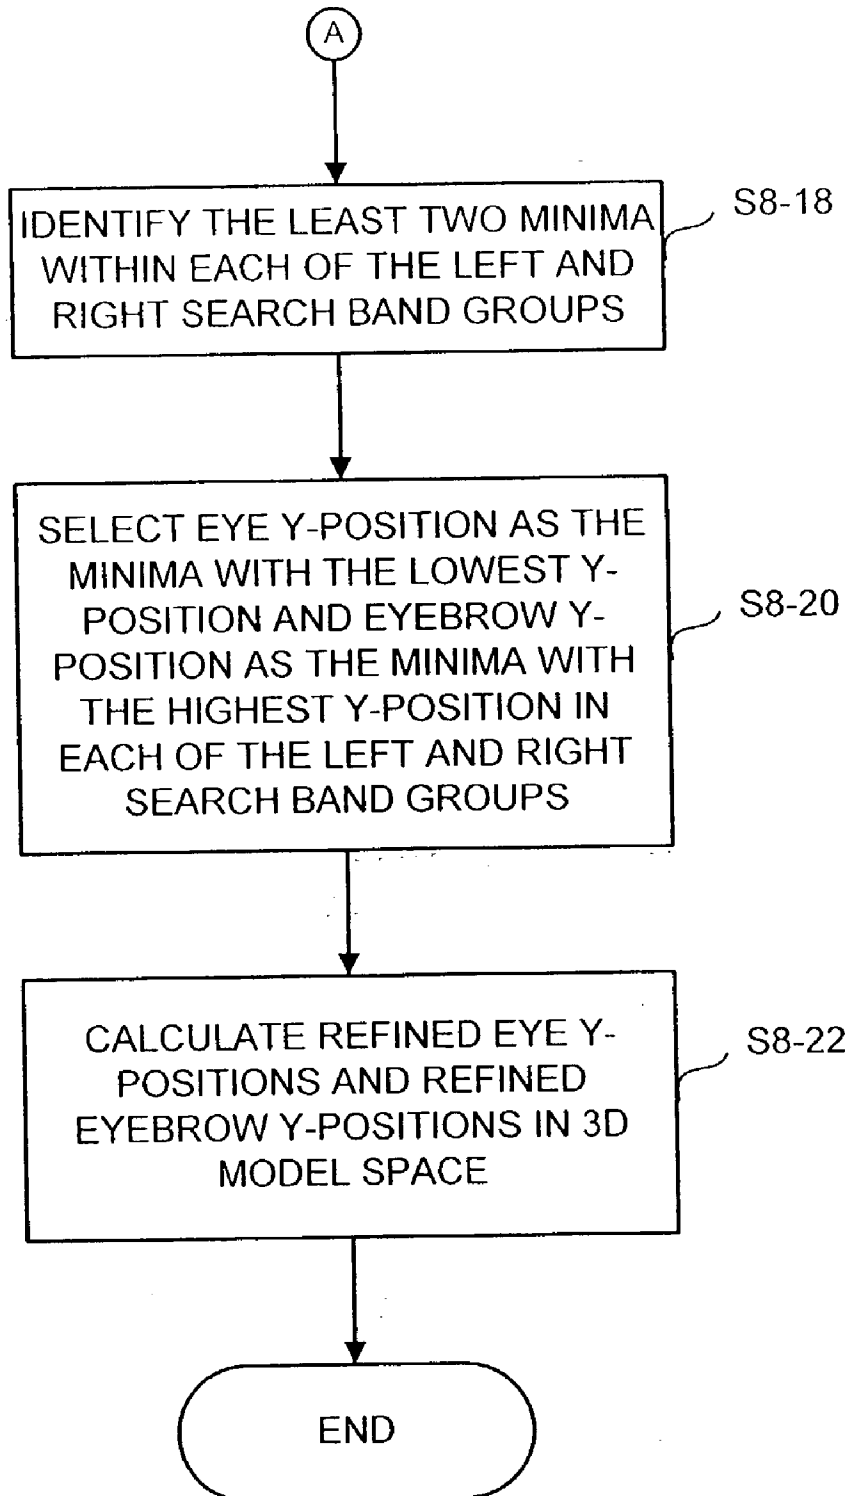 A
IDENTIFY THE LEAST TWO MINIMA
WITHIN EACH OF THE LEFT AND
RIGHT SEARCH BAND GROUPS
S8-18
SELECT EYE Y-POSITION AS THE
MINIMA WITH THE LOWEST Y-
POSITION AND EYEBROW Y-
POSITION AS THE MINIMA WITH
THE HIGHEST Y-POSITION IN
EACH OF THE LEFT AND RIGHT
SEARCH BAND GROUPS
S8-20
CALCULATE REFINED EYE Y-
POSITIONS AND REFINED
EYEBROW Y-POSITIONS IN 3D
MODEL SPACE
S8-22
END